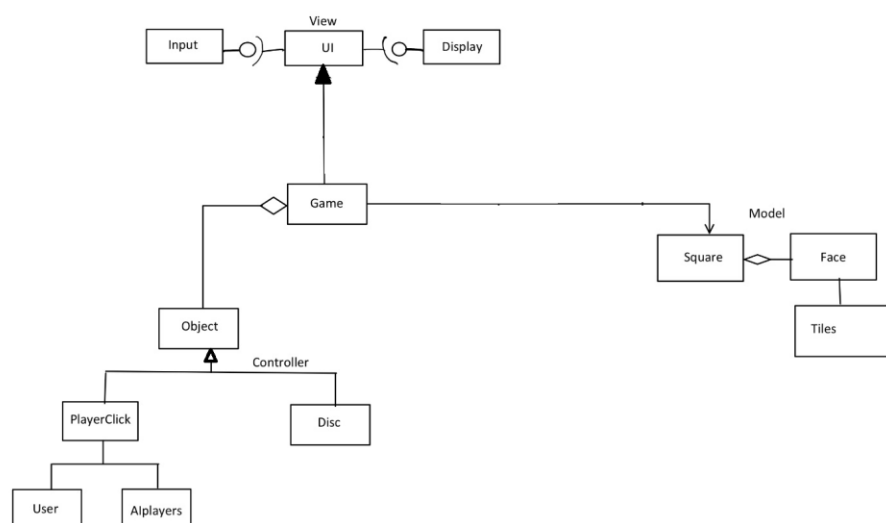 View
Input
UI
Display
Game
Model
Square
Face
Tiles
Object
Controller
PlayerClick
Disc
User
AIplayers